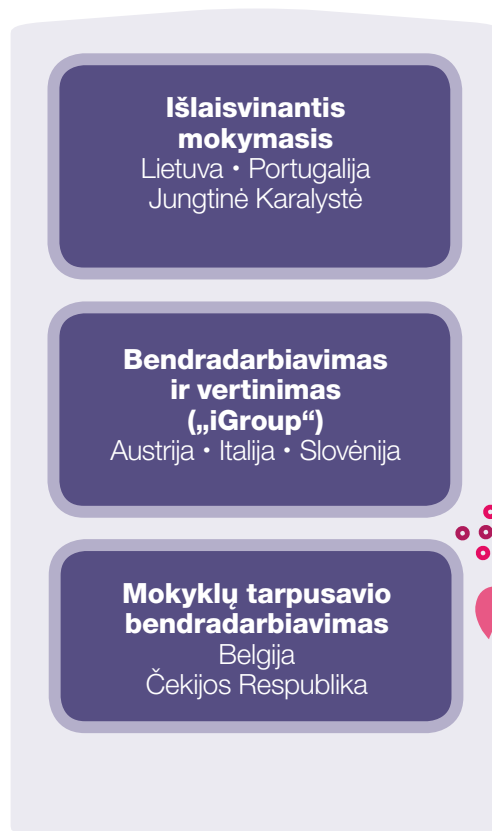 Išlaisvinantis
mokymasis
Lietuva • Portugalija
Jungtinė Karalystė
Bendradarbiavimas
ir vertinimas
(„iGroup“)
Austrija • Italija • Slovėnija
Mokyklų tarpusavio
bendradarbiavimas
Belgija
Čekijos Respublika